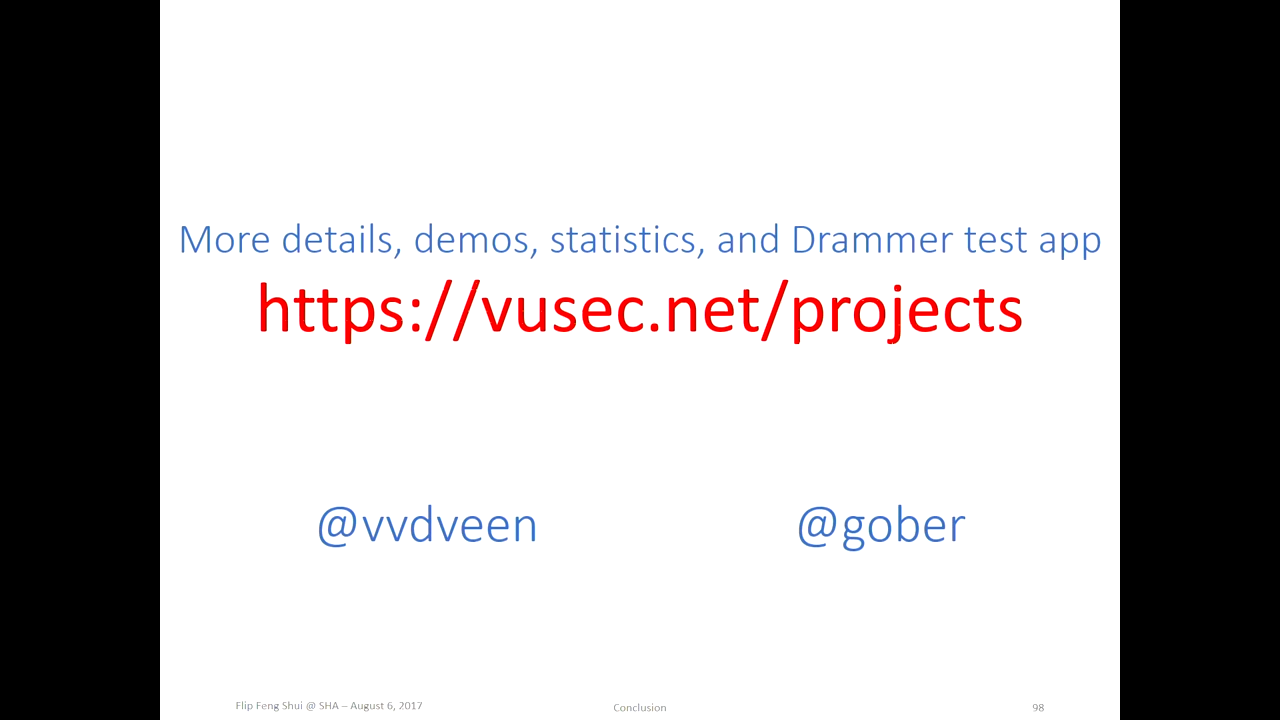 More details, demos, statistics, and Drammer test app
https://vusec.net/projects
@vvdveen @gober
Flip Feng Shui @ SHA – August 6, 2017 Conclusion 98